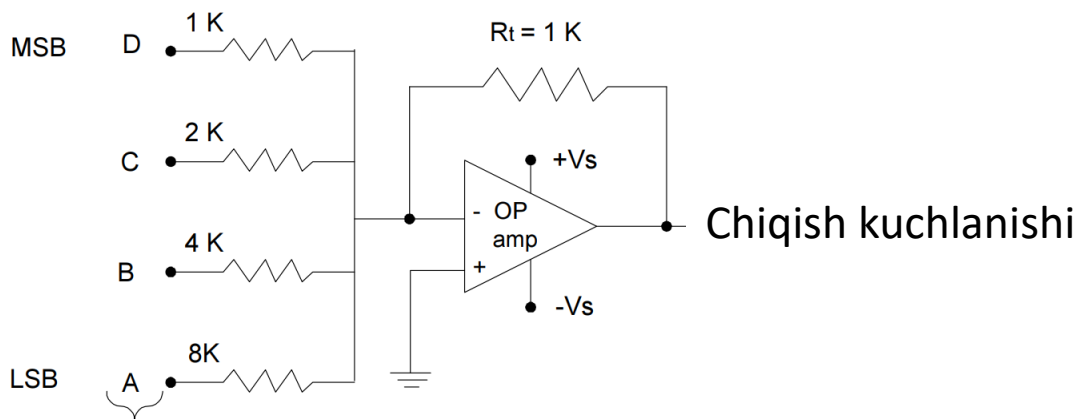 MSB D 1 K
Rt = 1 K
C 2 K
+Vs
- OP
amp
+
Chiqish kuchlanishi
B 4 K
-Vs
LSB A 8K